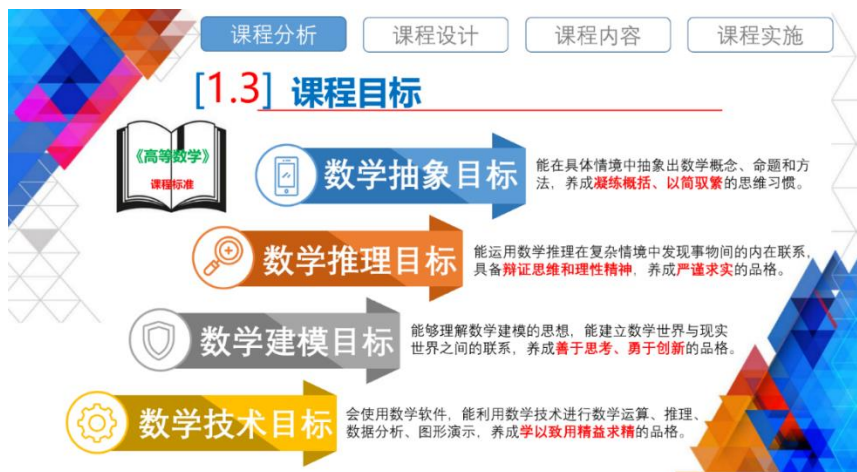 课程分析
课程设计
课程内容
课程实施
[1.3] 课程目标
《高等数学》
课程标准
数学抽象目标
能在具体情境中抽象出数学概念、命题和方
法，养成凝练概括、以简驭繁的思维习惯。
数学推理目标
能运用数学推理在复杂情境中发现事物间的内在联系，
具备辩证思维和理性精神，养成严谨求实的品格。
数学建模目标
能够理解数学建模的思想，能建立数学世界与现实
世界之间的联系，养成善于思考、勇于创新的品格。
数学技术目标
会使用数学软件，能利用数学技术进行数学运算、推理、
数据分析、图形演示，养成学以致用精益求精的品格。